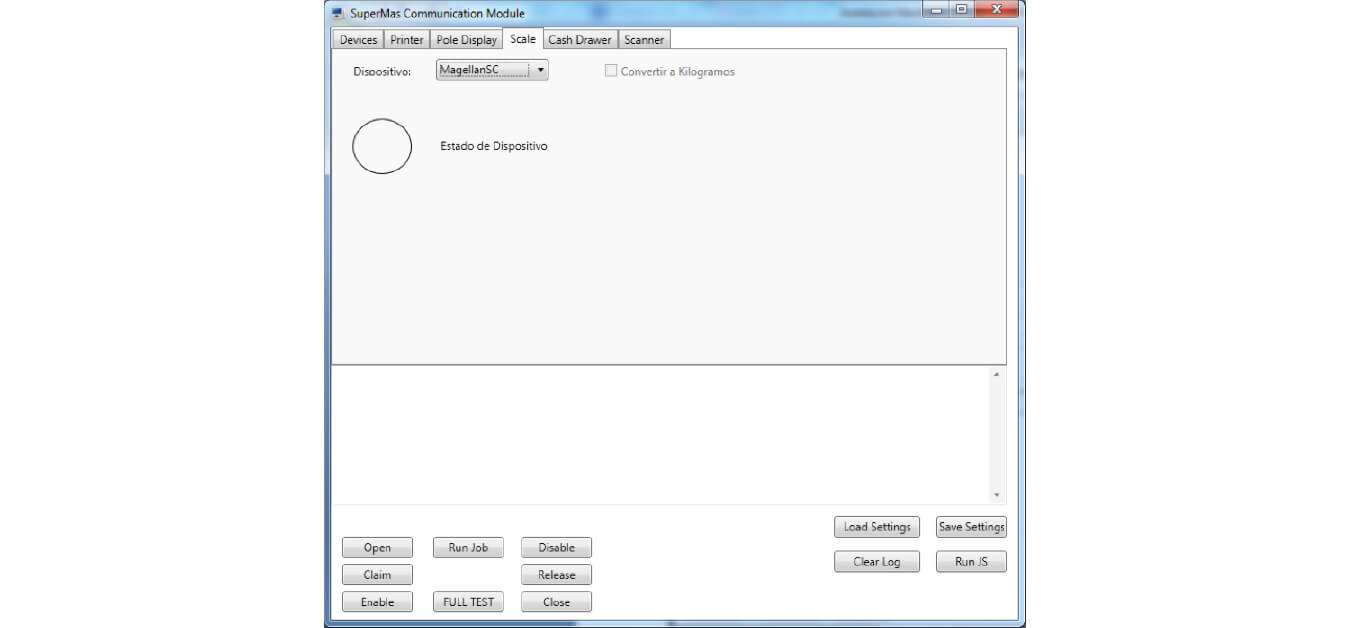 SuperMas Communication Module
Devices Printer Pole Display Scale Cash Drawer Scanner
Dispositivo: MagellanSC Convertir a Kilogramos
Estado de Dispositivo
Load Settings Save Settings
Open Run Job Disable
Clear Log Run JS
Claim Release
Enable FULL TEST Close